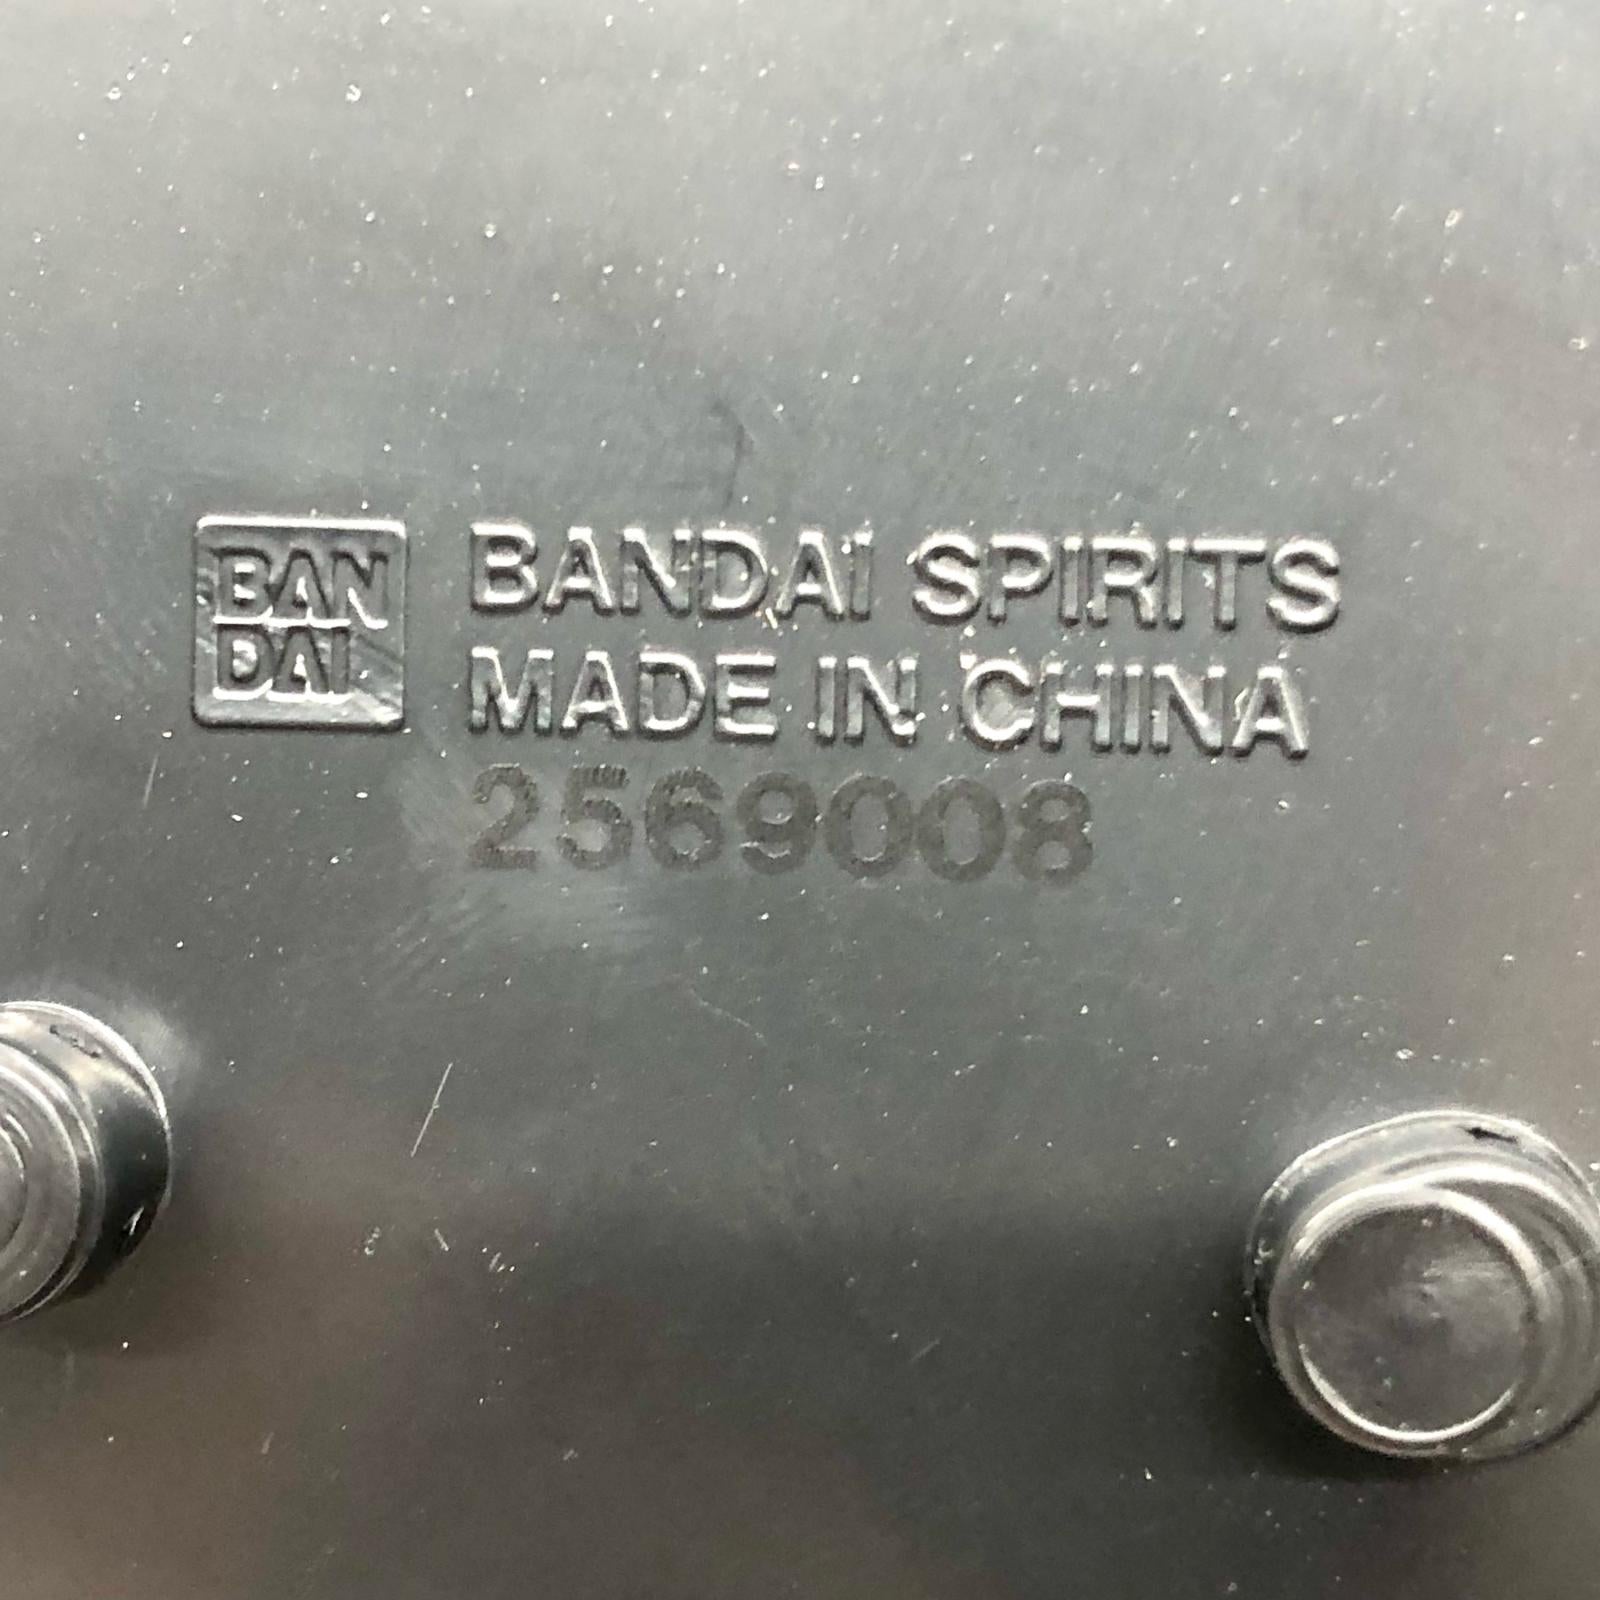 BAN
DAI
BANDAI SPIRITS
MADE IN CHINA
2569008